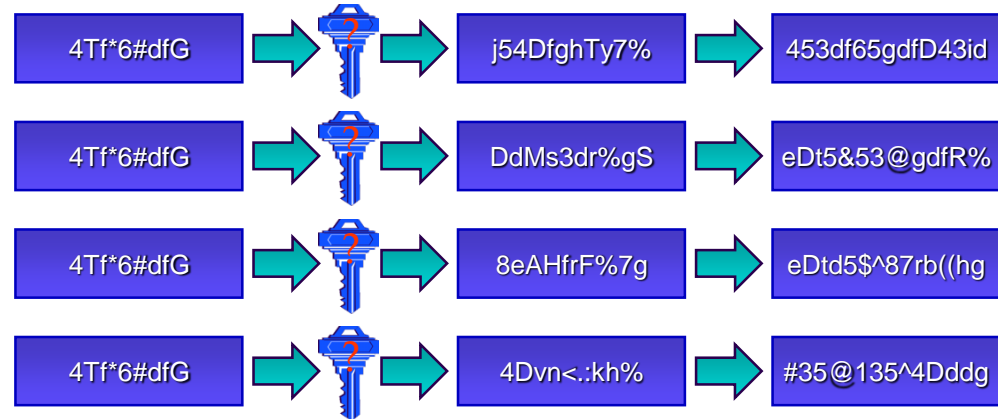 4Tf*6#dfG ? j54DfghTy7% 453df65gdfD43id
4Tf*6#dfG ? DdMs3dr%gS eDt5&53@gdfR%
4Tf*6#dfG ? 8eAHfrF%7g eDtd5$^87rb((hg
4Tf*6#dfG ? 4Dvn<.:kh% #35@135^4Dddg